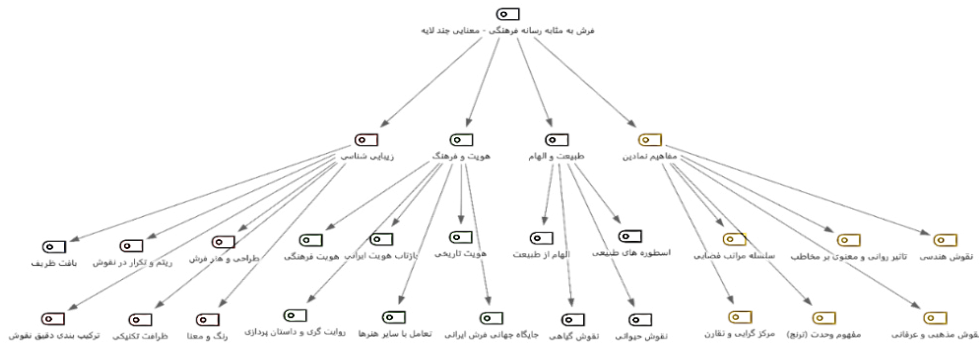 فرش به مثابه رسانه فرهنگی - معنایی چند لایه
مفاهیم نمادین
طبیعت و الهام
هویت و فرهنگ
زیبایی شناسی
نقوش هندسی
تاثیر روانی و معنوی بر مخاطب
سلسله مراتب فضایی
اسطوره های طبیعی
الهام از طبیعت
هویت تاریخی
بازتاب هویت ایرانی
هویت فرهنگی
طراحی و هنر فرش
ریتم و تکرار در نقوش
بافت ظریف
نقوش مذهبی و عرفانی
مفهوم وحدت (ترنج)
مرکز گرایی و تقارن
نقوش حیوانی
نقوش گیاهی
جایگاه جهانی فرش ایرانی
تعامل با سایر هنرها
روایت گری و داستان پردازی
رنگ و معنا
ظرافت تکنیکی
ترکیب بندی دقیق نقوش